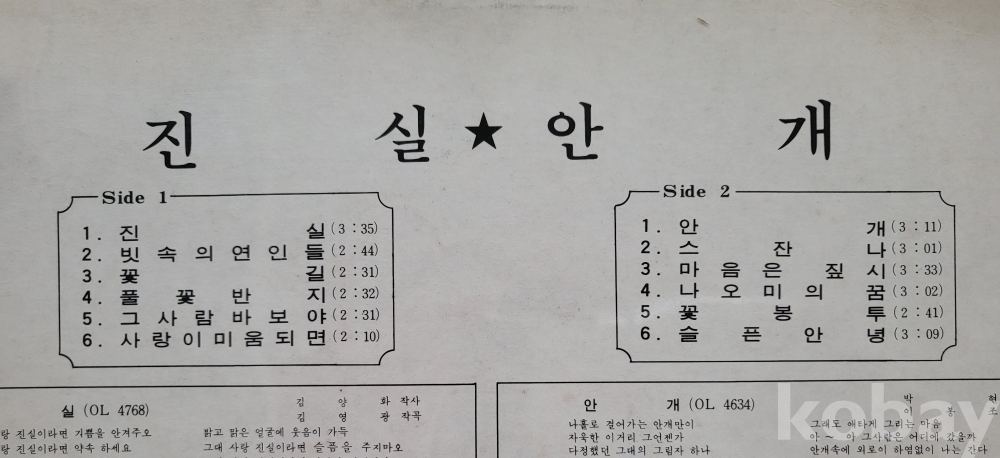 진 실 ★ 안 개
Side 1
1. 진 실 (3 : 35)
2. 빗속의연인들 (2 : 44)
3. 꽃 길 (2 : 31)
4. 풀꽃반지 (2 : 32)
5. 그사람바보야 (2 : 31)
6. 사랑이미움되면 (2 : 10)
Side 2
1. 안 개 (3 : 11)
2. 스 잔 나 (3 : 01)
3. 마음은 짚시 (3 : 33)
4. 나오미의 꿈 (3 : 02)
5. 꽃 봉 투 (2 : 41)
6. 슬 픈 안 녕 (3 : 09)
실 (OL 4768)
김 양 화 작사
김 영 광 작곡
랑 진실이라면 기쁨을 안겨주오
랑 진실이라면 약속 하세요
밝고 맑은 얼굴에 웃음이 가득
그대 사랑 진실이라면 슬픔을 주지마오
안 개 (OL 4634)
박 현
이 봉 조
나홀로 걸어가는 안개만이
자욱한 이거리 그언젠가
다정했던 그대의 그림자 하나
그래도 애타게 그리는 마음
아 ~ 아 그사람은 어디에 갔을까
안개속에 외로이 하염없이 나는 간다
kobay